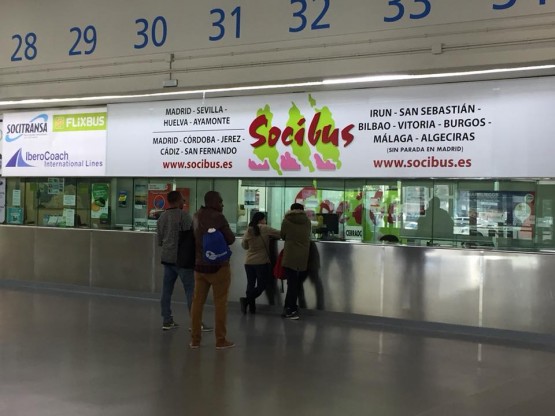 28 29 30 31 32 33
SOCITRANSA
FLIXBUS
IberoCoach
International Lines
MADRID - SEVILLA -
HUELVA - AYAMONTE
MADRID - CÓRDOBA - JEREZ -
CÁDIZ - SAN FERNANDO
www.socibus.es
Socibus
IRUN - SAN SEBASTIÁN -
BILBAO - VITORIA - BURGOS -
MÁLAGA - ALGECIRAS
(SIN PARADA EN MADRID)
www.socibus.es
CERRADO